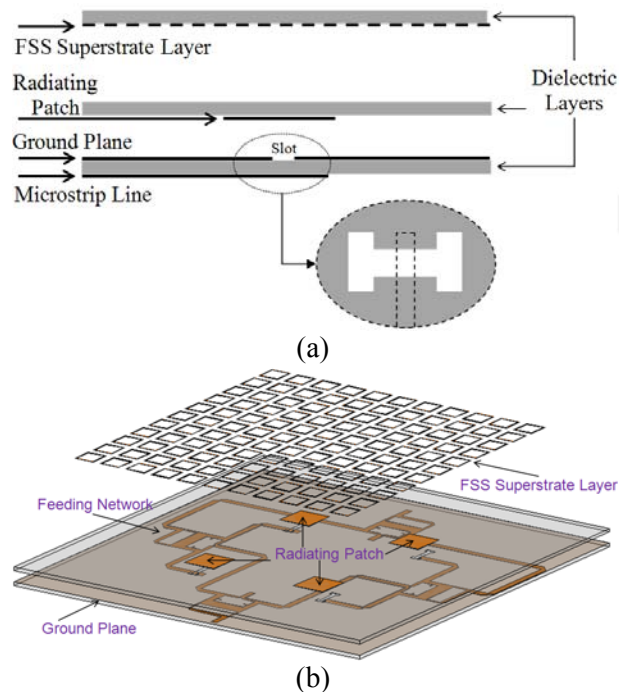 FSS Superstrate Layer
Radiating
Patch
Dielectric
Layers
Ground Plane
Slot
Microstrip Line
(a)
FSS Superstrate Layer
Feeding Network
Radiating Patch
Ground Plane
(b)